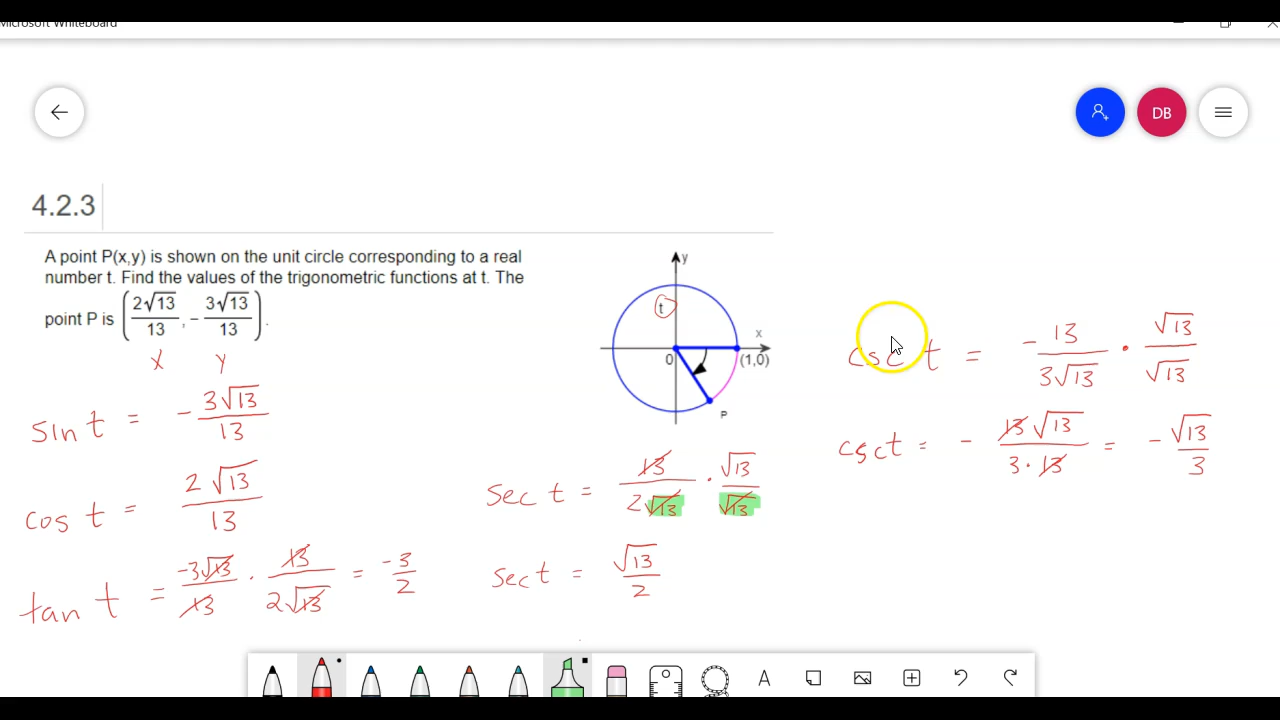 Microsoft Whiteboard
DB
4.2.3
A point P(x,y) is shown on the unit circle corresponding to a real
number t. Find the values of the trigonometric functions at t. The
point P is (2√13/13, -3√13/13).
x y
y
t
x
0
(1,0)
P
sin t = -3√13/13
cos t = 2√13/13
tan t = -3√13/13 · 13/2√13 = -3/2
sec t = 13/2√13 · √13/√13
sec t = √13/2
csc t = -13/3√13 · √13/√13
csc t = - 13√13/3·13 = -√13/3
A